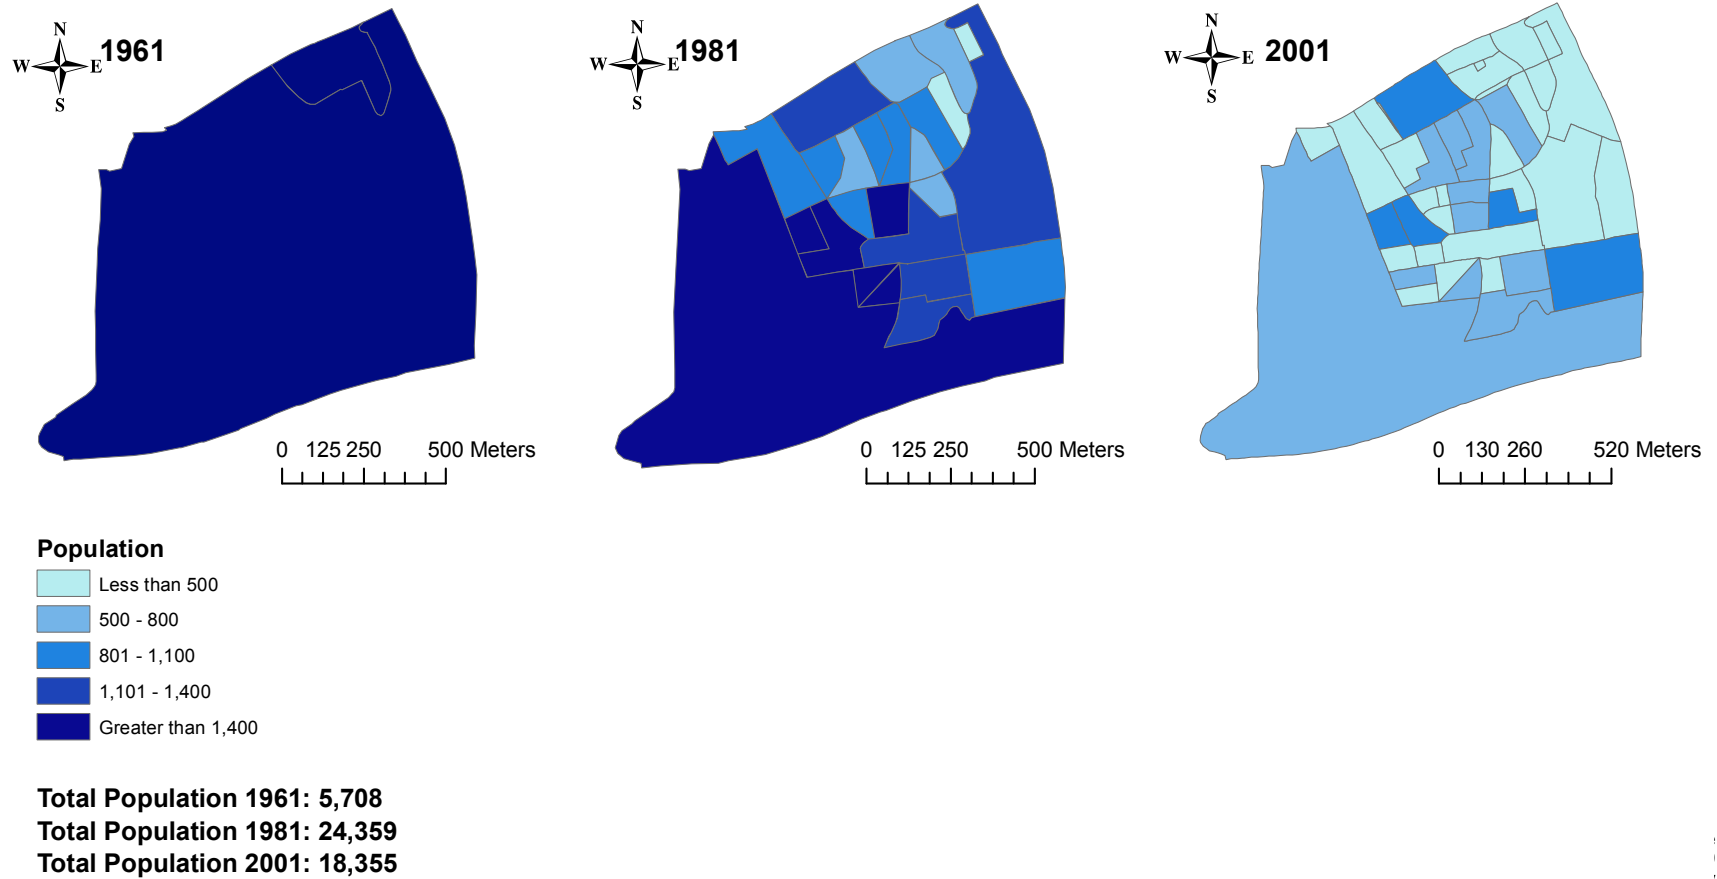 N
W E
S
1961
N
W E
S
1981
N
W E
S
2001
0 125 250 500 Meters
0 125 250 500 Meters
0 130 260 520 Meters
Population
Less than 500
500 - 800
801 - 1,100
1,101 - 1,400
Greater than 1,400
Total Population 1961: 5,708
Total Population 1981: 24,359
Total Population 2001: 18,355